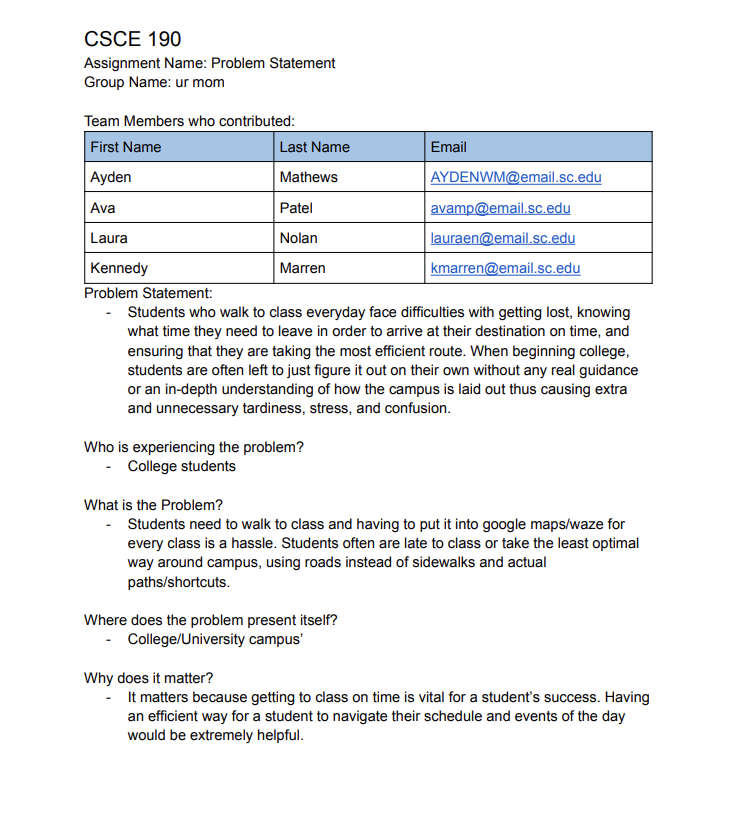 CSCE 190
Assignment Name: Problem Statement
Group Name: ur mom
Team Members who contributed:
First Name Last Name Email
Ayden Mathews AYDENWM@email.sc.edu
Ava Patel avamp@email.sc.edu
Laura Nolan lauraen@email.sc.edu
Kennedy Marren kmarren@email.sc.edu
Problem Statement:
- Students who walk to class everyday face difficulties with getting lost, knowing
what time they need to leave in order to arrive at their destination on time, and
ensuring that they are taking the most efficient route. When beginning college,
students are often left to just figure it out on their own without any real guidance
or an in-depth understanding of how the campus is laid out thus causing extra
and unnecessary tardiness, stress, and confusion.
Who is experiencing the problem?
- College students
What is the Problem?
- Students need to walk to class and having to put it into google maps/waze for
every class is a hassle. Students often are late to class or take the least optimal
way around campus, using roads instead of sidewalks and actual
paths/shortcuts.
Where does the problem present itself?
- College/University campus’
Why does it matter?
- It matters because getting to class on time is vital for a student’s success. Having
an efficient way for a student to navigate their schedule and events of the day
would be extremely helpful.